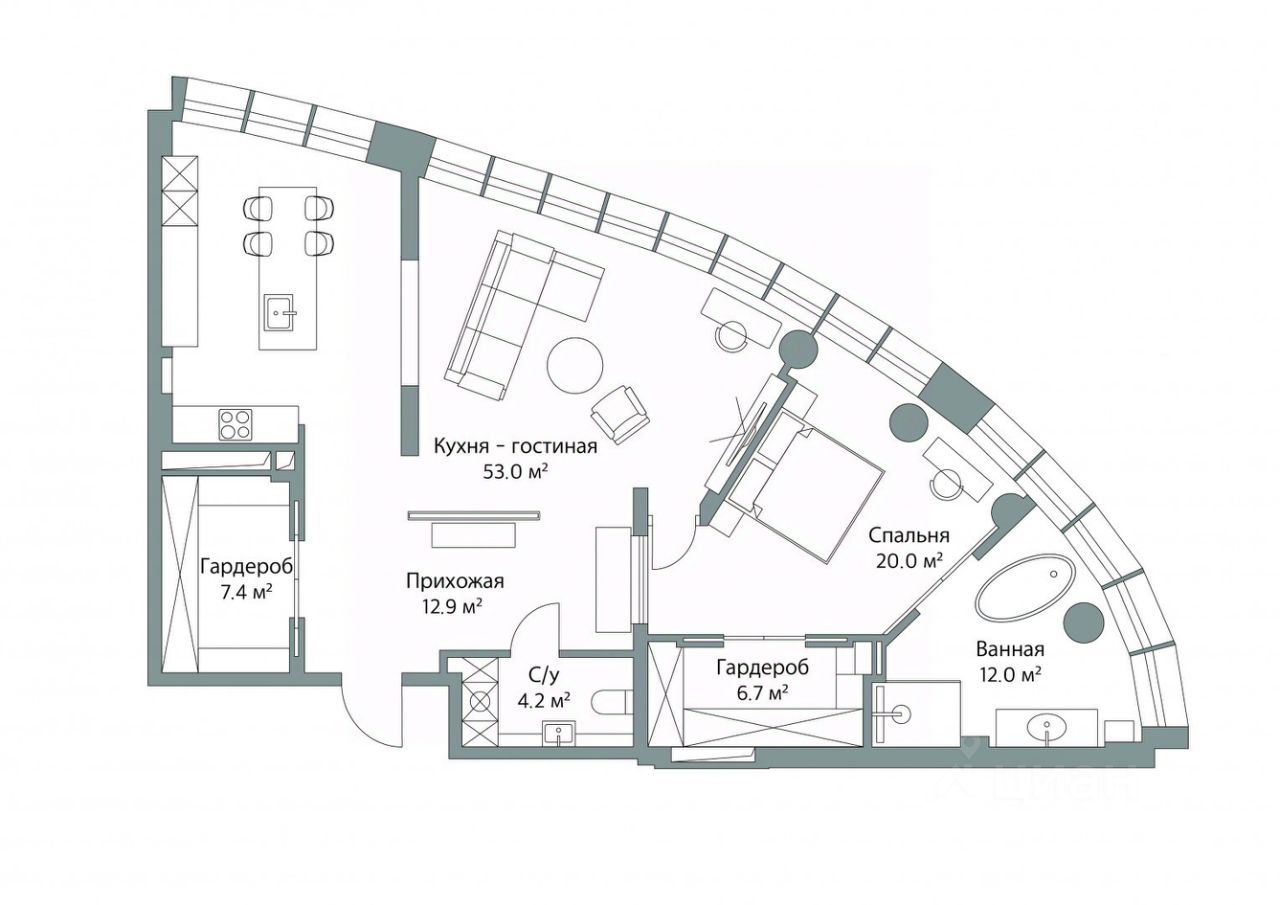 Кухня - гостиная
53.0 м²
Спальня
20.0 м²
Гардероб
7.4 м²
Прихожая
12.9 м²
Ванная
12.0 м²
С/у
4.2 м²
Гардероб
6.7 м²
ЦИАН